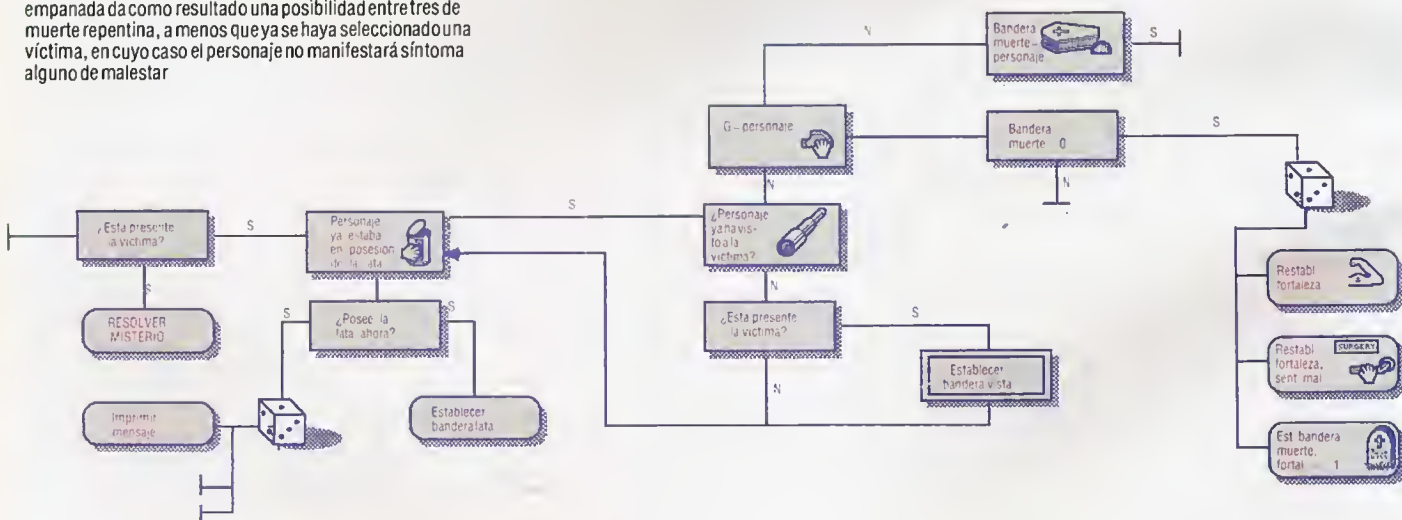 empanada da como resultado una posibilidad entre tres de
muerte repentina, a menos que ya se haya seleccionado una
víctima, en cuyo caso el personaje no manifestará síntoma
alguno de malestar
N
Bandera
muerte –
personaje
S
G – personaje
Bandera
muerte 0
S
N
N
¿Esta presente
la victima?
S
Personaje
ya estaba
en posesion
de la lata
S
¿Personaje
ya ha vis-
to a la
victima?
S
RESOLVER
MISTERIO
S
¿Posee la
lata ahora?
S
N
¿Esta presente
la victima?
S
N
Establecer
bandera vista
Imprimir
mensaje
Establecer
bandera lata
Restabl
fortaleza
Restabl
fortaleza.
sent mal
SURGERY
Est bandera
muerte.
fortal 1